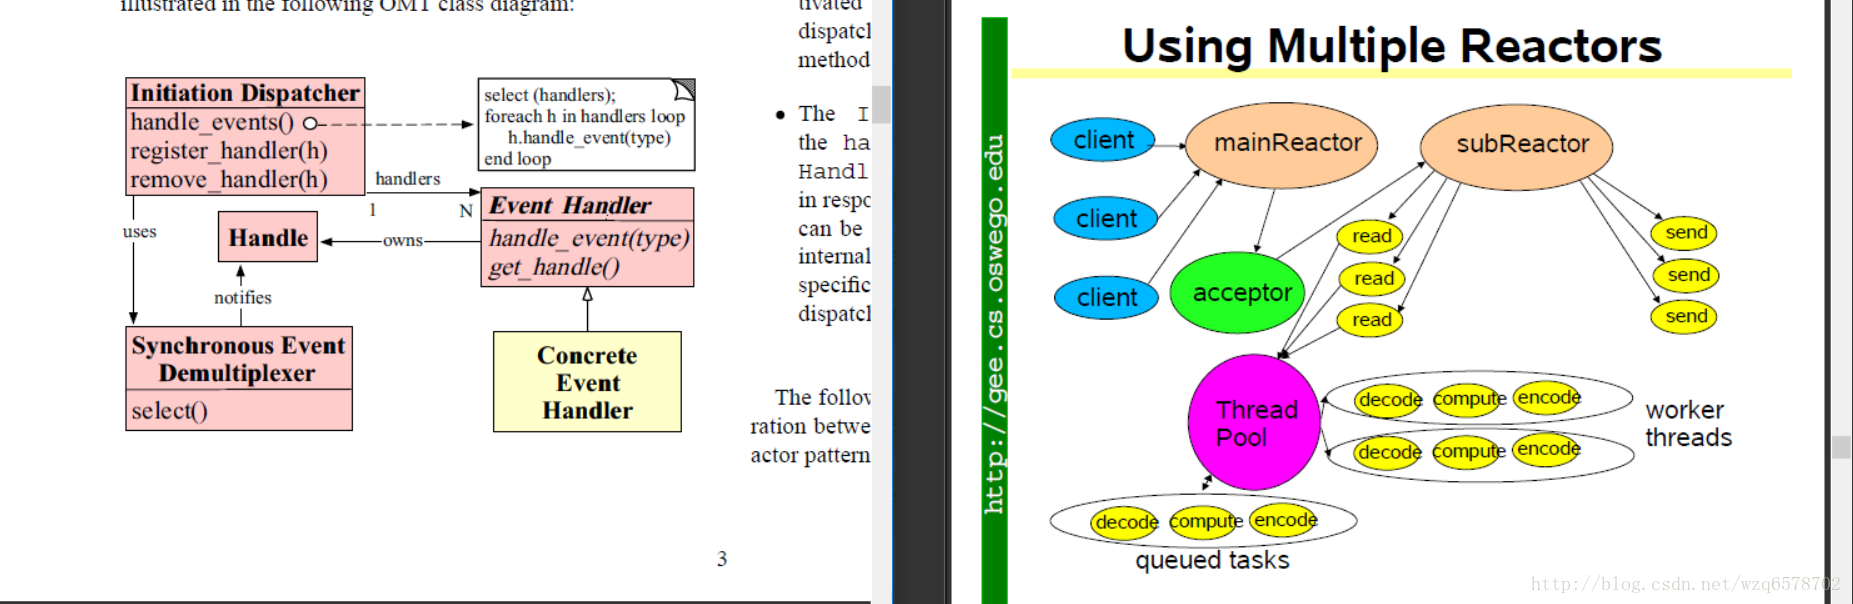 illustrated in the following OMT class diagram:
Initiation Dispatcher
handle_events()
register_handler(h)
remove_handler(h)
select (handlers);
foreach h in handlers loop
h.handle_event(type)
end loop
handlers
1
N
uses
Handle
owns
Event Handler
handle_event(type)
get_handle()
notifies
Synchronous Event
Demultiplexer
select()
Concrete
Event
Handler
3
tivated
dispatcl
method
• The I
the ha
Handl
in respo
can be
internal
specific
dispatcl
The follow
ration betwe
actor pattern
Using Multiple Reactors
http://gee.cs.oswego.edu
client
mainReactor
subReactor
client
client
acceptor
read
read
read
send
send
send
Thread
Pool
decode compute encode
decode compute encode
worker
threads
decode compute encode
queued tasks
http://blog.csdn.net/wzq6578702